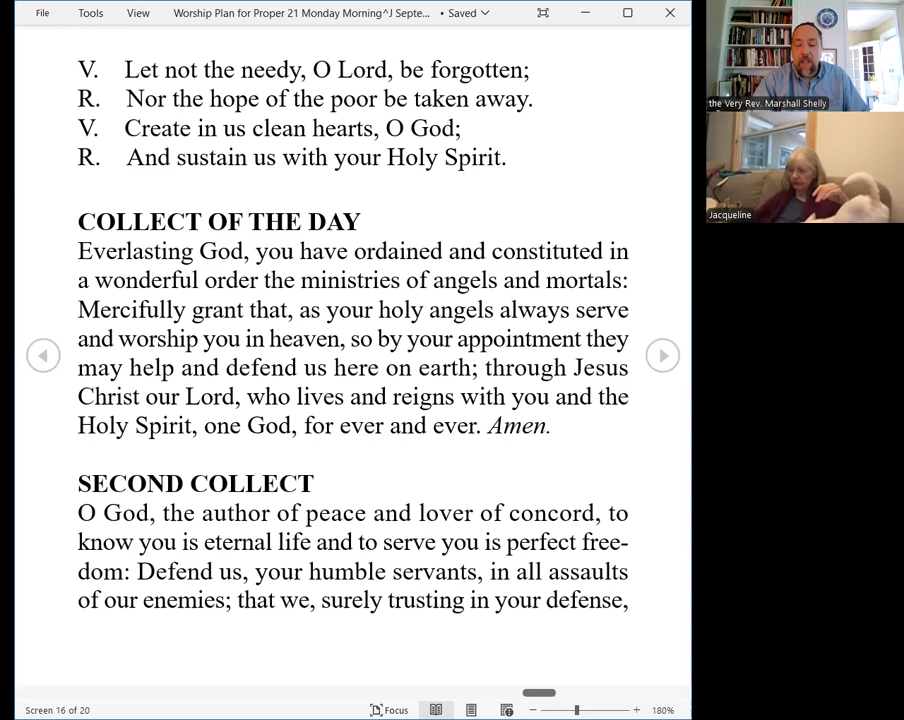 File Tools View Worship Plan for Proper 21 Monday Morning^J Septe... • Saved
V. Let not the needy, O Lord, be forgotten;
R. Nor the hope of the poor be taken away.
V. Create in us clean hearts, O God;
R. And sustain us with your Holy Spirit.
COLLECT OF THE DAY
Everlasting God, you have ordained and constituted in
a wonderful order the ministries of angels and mortals:
Mercifully grant that, as your holy angels always serve
and worship you in heaven, so by your appointment they
may help and defend us here on earth; through Jesus
Christ our Lord, who lives and reigns with you and the
Holy Spirit, one God, for ever and ever. Amen.
SECOND COLLECT
O God, the author of peace and lover of concord, to
know you is eternal life and to serve you is perfect free-
dom: Defend us, your humble servants, in all assaults
of our enemies; that we, surely trusting in your defense,
Screen 16 of 20 Focus 180%
the Very Rev. Marshall Shelly
Jacqueline